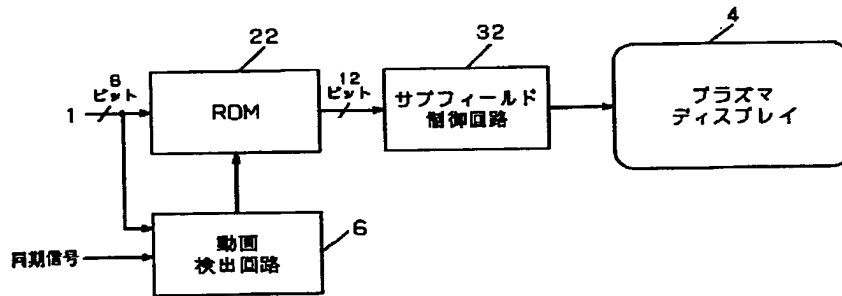 22
32
4
8
ビット
1
RDM
12
ビット
サブフィールド
制御回路
プラズマ
ディスプレイ
同期信号
動画
検出回路
6